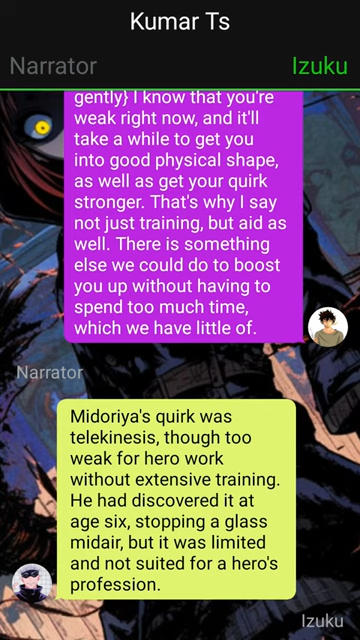 Kumar Ts
Narrator Izuku
gently} I know that you're
weak right now, and it'll
take a while to get you
into good physical shape,
as well as get your quirk
stronger. That's why I say
not just training, but aid as
well. There is something
else we could do to boost
you up without having to
spend too much time,
which we have little of.
Narrator
Midoriya's quirk was
telekinesis, though too
weak for hero work
without extensive training.
He had discovered it at
age six, stopping a glass
midair, but it was limited
and not suited for a hero's
profession.
Izuku